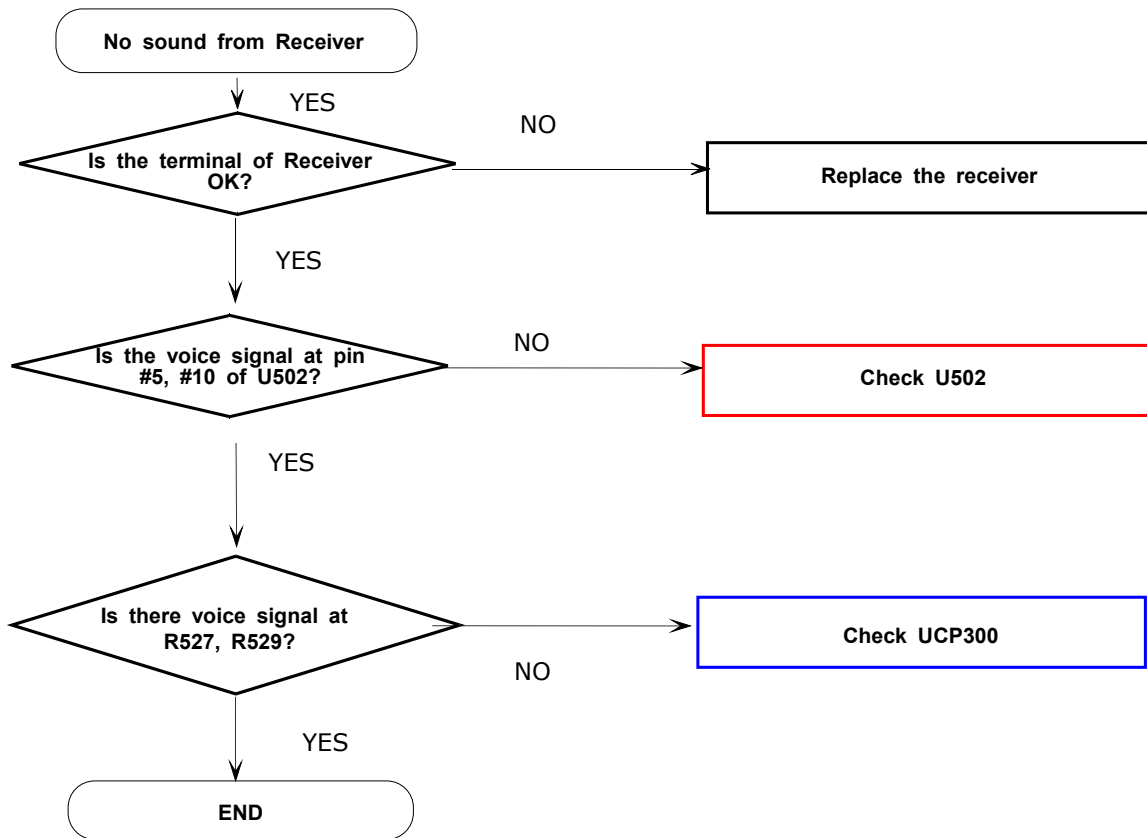 No sound from Receiver
YES
NO
Is the terminal of Receiver
OK?
Replace the receiver
YES
Is the voice signal at pin
#5, #10 of U502?
NO
Check U502
YES
Is there voice signal at
R527, R529?
Check UCP300
NO
YES
END